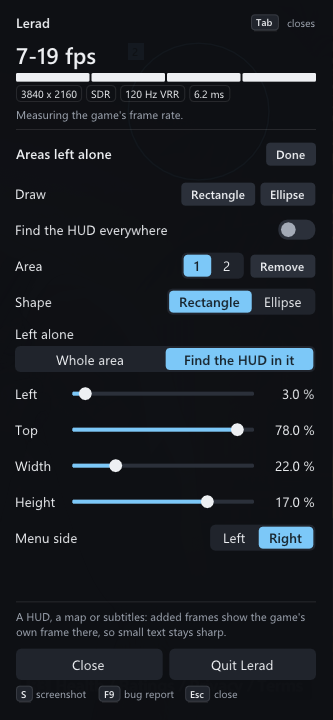 Lerad Tab closes
7-19 fps
3840 x 2160 SDR 120 Hz VRR 6.2 ms
Measuring the game's frame rate.
Areas left alone Done
Draw Rectangle Ellipse
Find the HUD everywhere
Area 1 2 Remove
Shape Rectangle Ellipse
Left alone
Whole area Find the HUD in it
Left 3.0 %
Top 78.0 %
Width 22.0 %
Height 17.0 %
Menu side Left Right
A HUD, a map or subtitles: added frames show the game's
own frame there, so small text stays sharp.
Close Quit Lerad
S screenshot F9 bug report Esc close